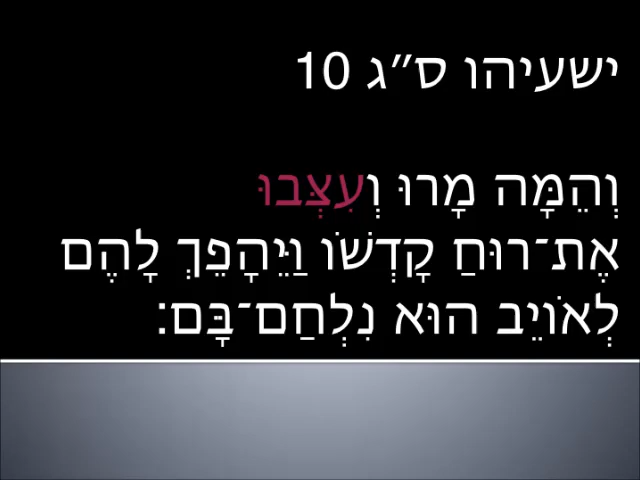 ישעיהו ס״ג 10
וְהֵמָּה מָרוּ וְעִצְּבוּ
אֶת־רוּחַ קָדְשׁוֹ וַיֵּהָפֵךְ לָהֶם
לְאוֹיֵב הוּא נִלְחַם־בָּם׃